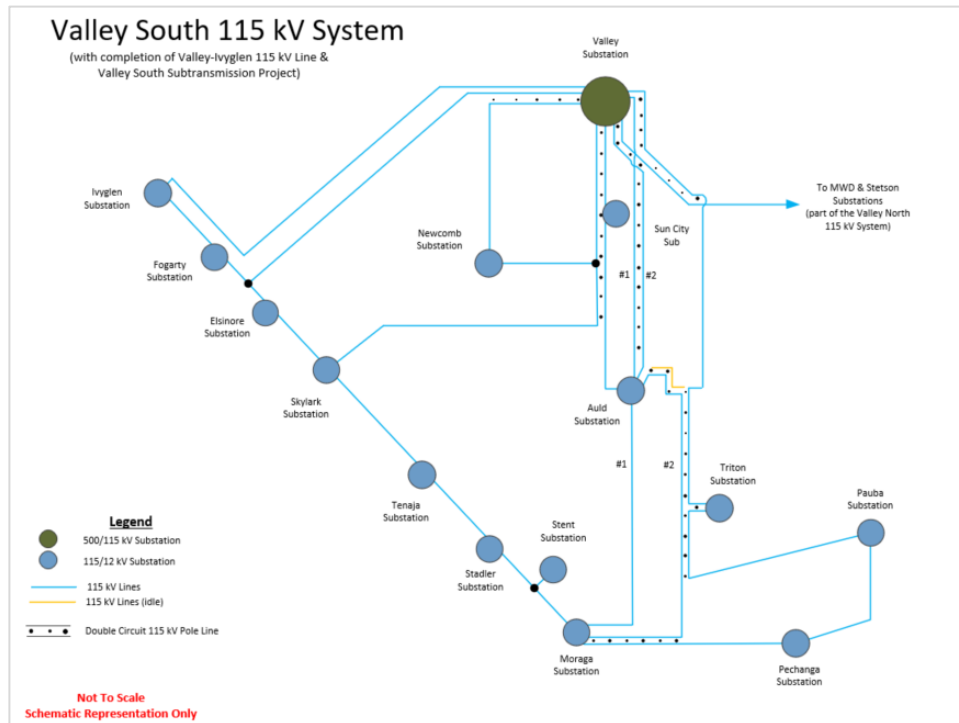 Valley South 115 kV System
(with completion of Valley-Ivyglen 115 kV Line &
Valley South Subtransmission Project)
Valley
Substation
Ivyglen
Substation
To MWD & Stetson
Substations
(part of the Valley North
115 kV System)
Newcomb
Substation
Sun City
Sub
Fogarty
Substation
#1
#2
Elsinore
Substation
Skylark
Substation
Auld
Substation
#1
#2
Triton
Substation
Pauba
Substation
Tenaja
Substation
Stent
Substation
Stadler
Substation
Moraga
Substation
Pechanga
Substation
Legend
500/115 kV Substation
115/12 kV Substation
115 kV Lines
115 kV Lines (idle)
Double Circuit 115 kV Pole Line
Not To Scale
Schematic Representation Only